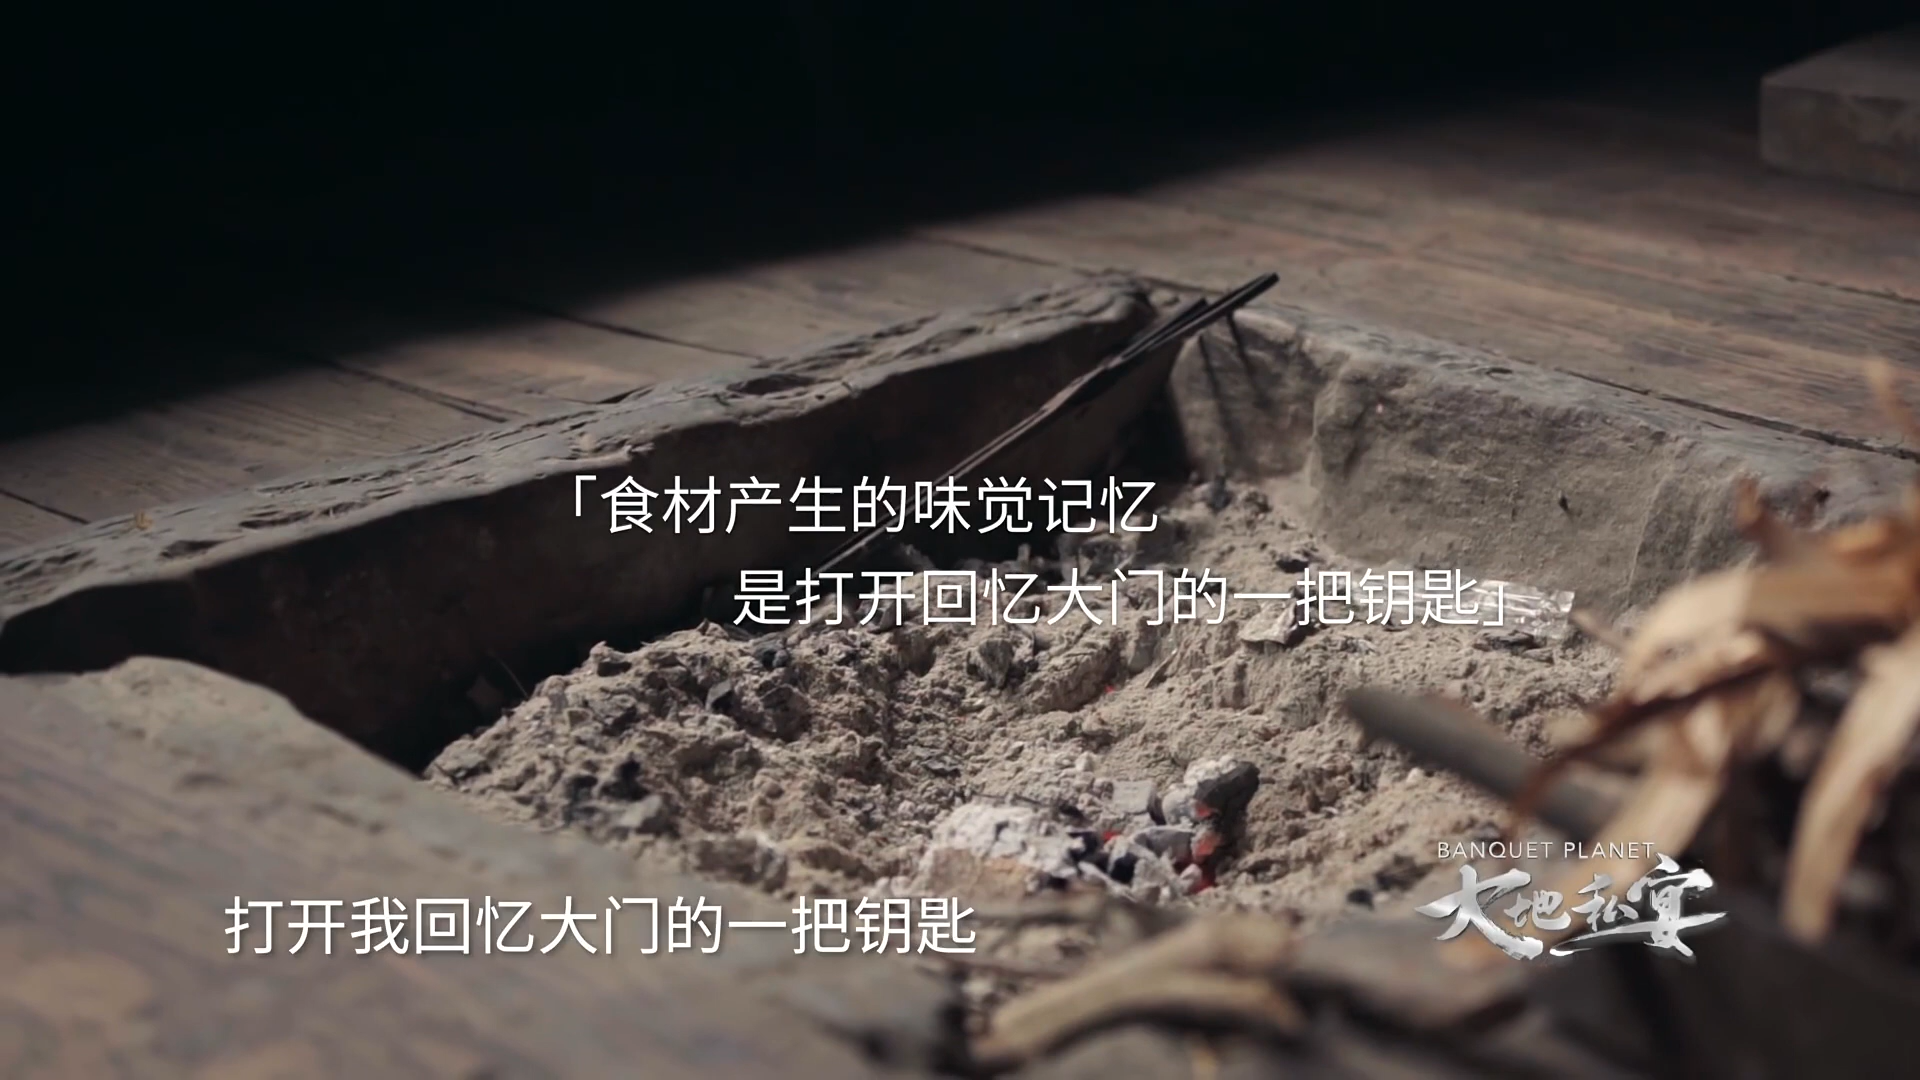 「食材产生的味觉记忆
是打开回忆大门的一把钥匙」
打开我回忆大门的一把钥匙
BANQUET PLANET
大地私宴